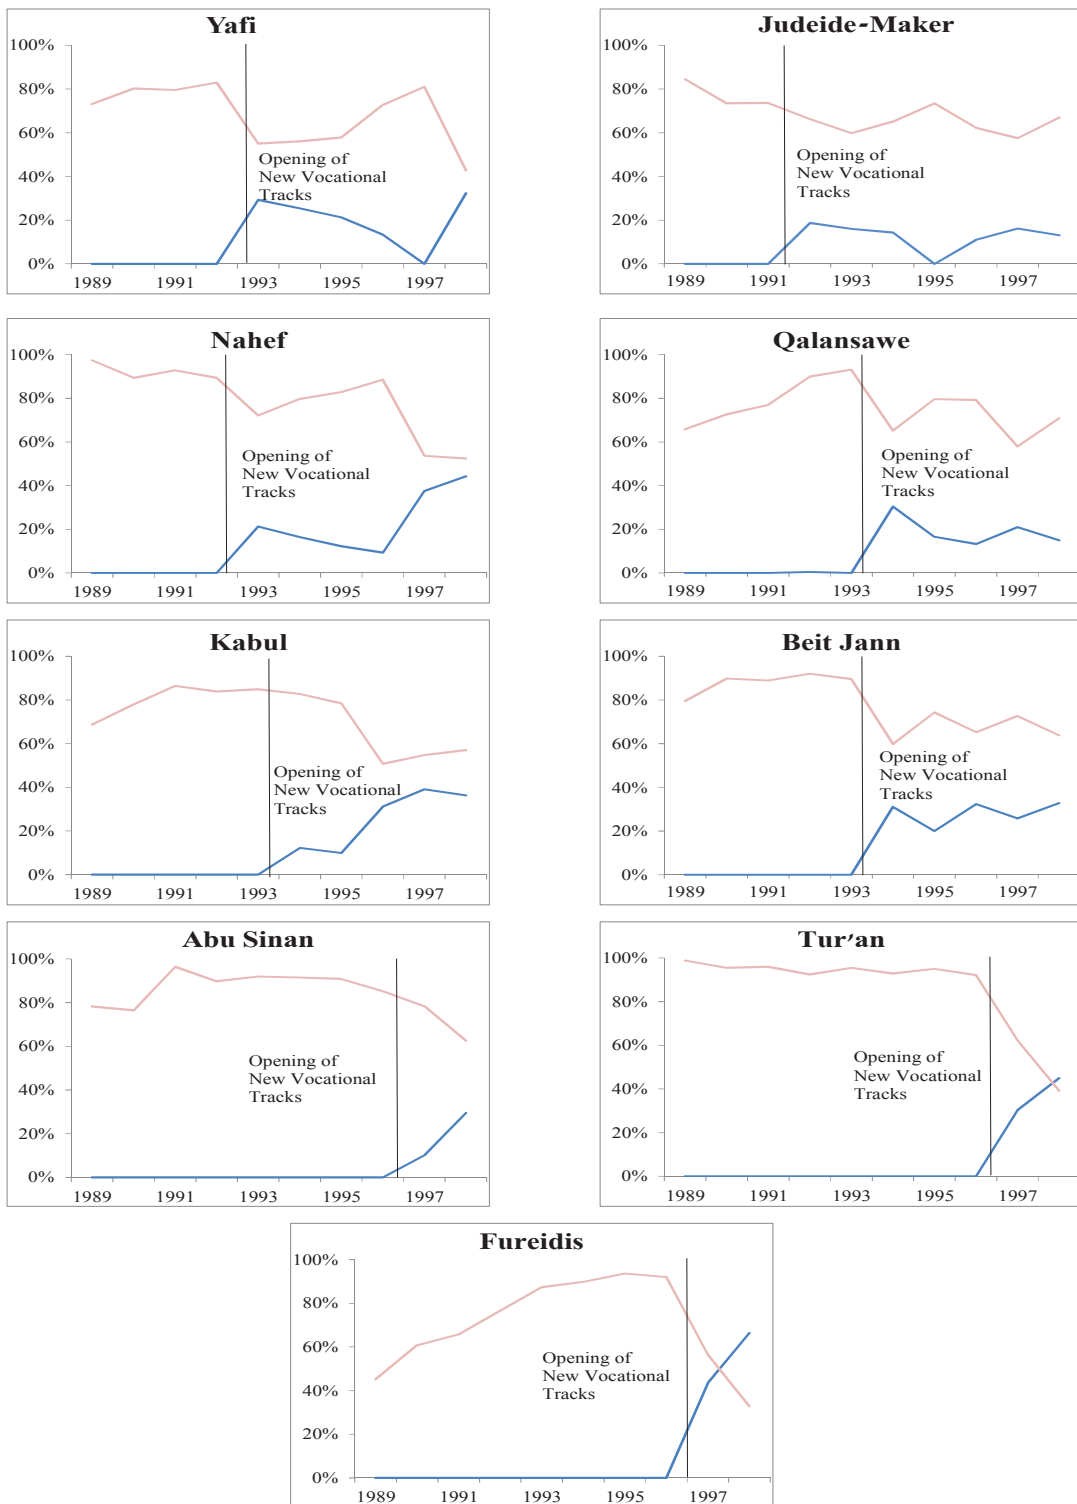 Yafi
100%
80%
60%
40%
20%
0%
Opening of
New Vocational
Tracks
1989 1991 1993 1995 1997
Judeide-Maker
100%
80%
60%
40%
20%
0%
Opening of
New Vocational
Tracks
1989 1991 1993 1995 1997
Nahef
100%
80%
60%
40%
20%
0%
Opening of
New Vocational
Tracks
1989 1991 1993 1995 1997
Qalansawe
100%
80%
60%
40%
20%
0%
Opening of
New Vocational
Tracks
1989 1991 1993 1995 1997
Kabul
100%
80%
60%
40%
20%
0%
Opening of
New Vocational
Tracks
1989 1991 1993 1995 1997
Beit Jann
100%
80%
60%
40%
20%
0%
Opening of
New Vocational
Tracks
1989 1991 1993 1995 1997
Abu Sinan
100%
80%
60%
40%
20%
0%
Opening of
New Vocational
Tracks
1989 1991 1993 1995 1997
Tur′an
100%
80%
60%
40%
20%
0%
Opening of
New Vocational
Tracks
1989 1991 1993 1995 1997
Fureidis
100%
80%
60%
40%
20%
0%
Opening of
New Vocational
Tracks
1989 1991 1993 1995 1997